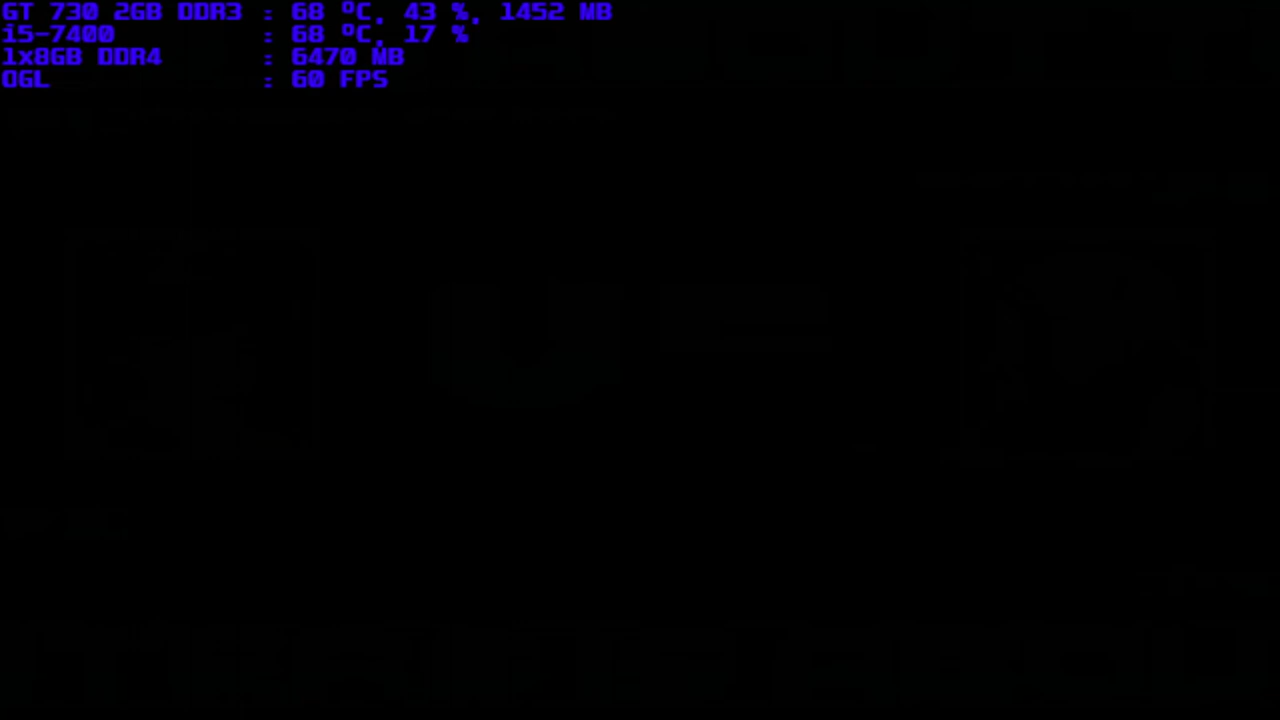 GT 730 2GB DDR3 : 68 ºC, 43 %, 1452 MB
i5-7400 : 68 ºC, 17 %
1x8GB DDR4 : 6470 MB
OGL : 60 FPS